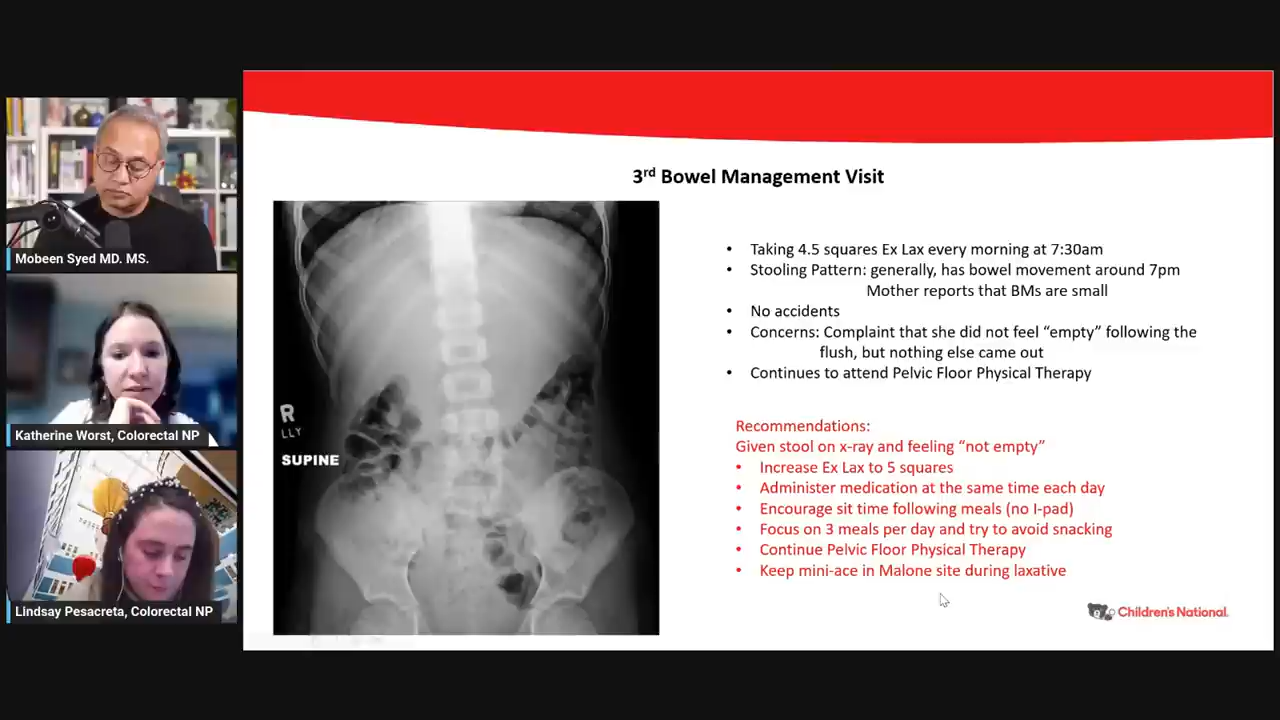 3rd Bowel Management Visit
Mobeen Syed MD. MS.
Katherine Worst, Colorectal NP
Lindsay Pesacreta, Colorectal NP
R
LLY
SUPINE
• Taking 4.5 squares Ex Lax every morning at 7:30am
• Stooling Pattern: generally, has bowel movement around 7pm
Mother reports that BMs are small
• No accidents
• Concerns: Complaint that she did not feel “empty” following the
flush, but nothing else came out
• Continues to attend Pelvic Floor Physical Therapy
Recommendations:
Given stool on x-ray and feeling “not empty”
• Increase Ex Lax to 5 squares
• Administer medication at the same time each day
• Encourage sit time following meals (no I-pad)
• Focus on 3 meals per day and try to avoid snacking
• Continue Pelvic Floor Physical Therapy
• Keep mini-ace in Malone site during laxative
Children's National.